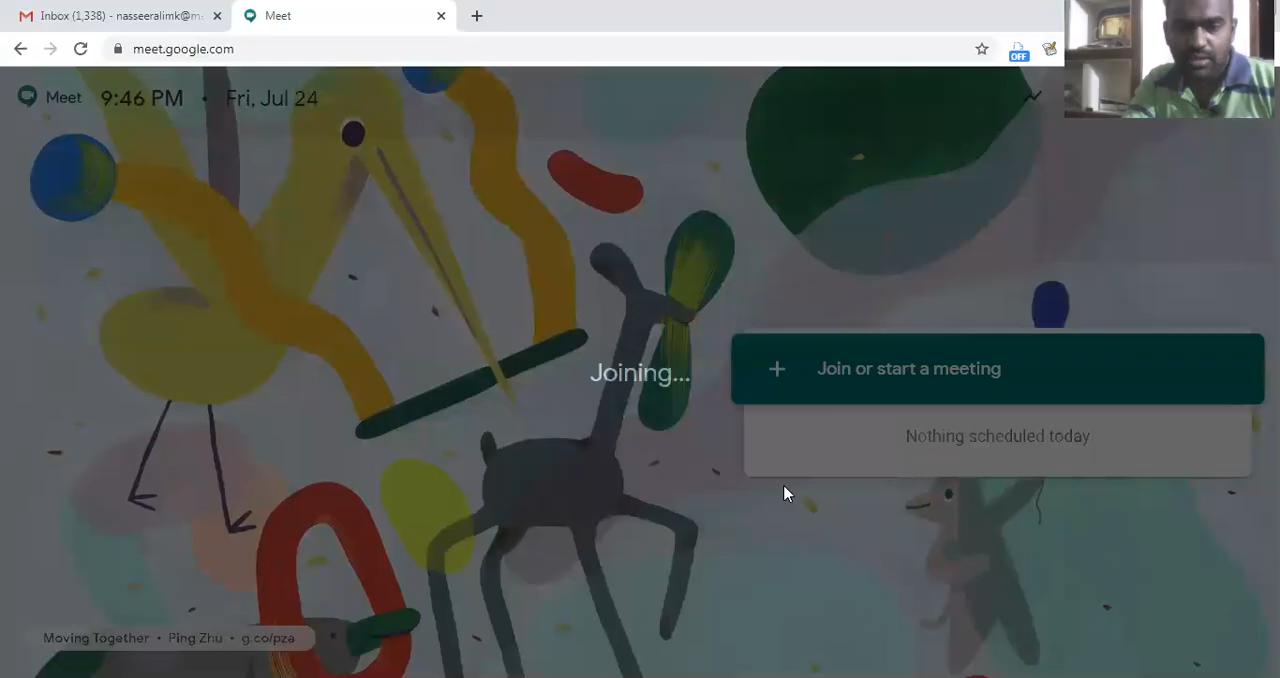 Inbox (1,338) - nasseeralimk@m
Meet
meet.google.com
OFF
Meet 9:46 PM • Fri, Jul 24
Joining...
+ Join or start a meeting
Nothing scheduled today
Moving Together • Ping Zhu • g.co/pza